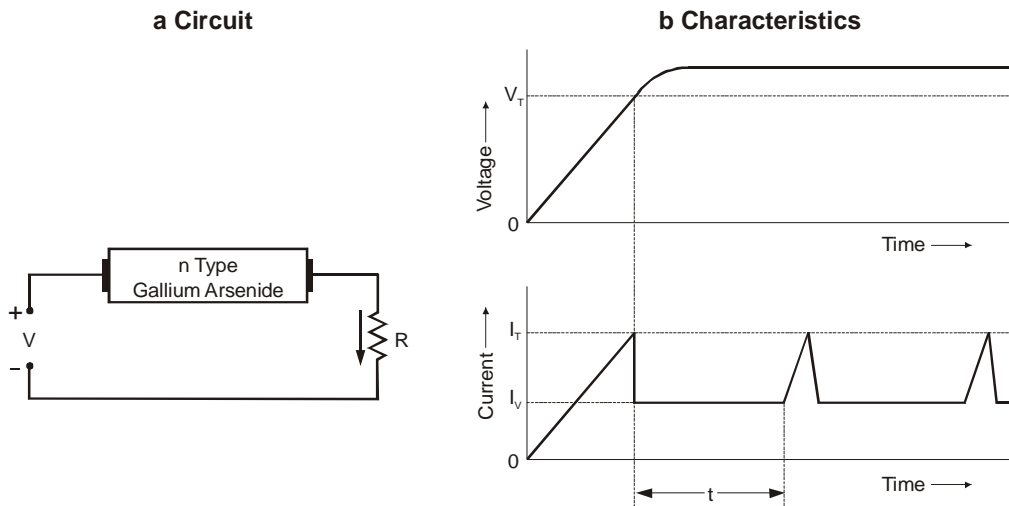 a Circuit
n Type
Gallium Arsenide
+
V
–
R
b Characteristics
V_T
Voltage
0
Time
I_T
Current
I_V
0
Time
t